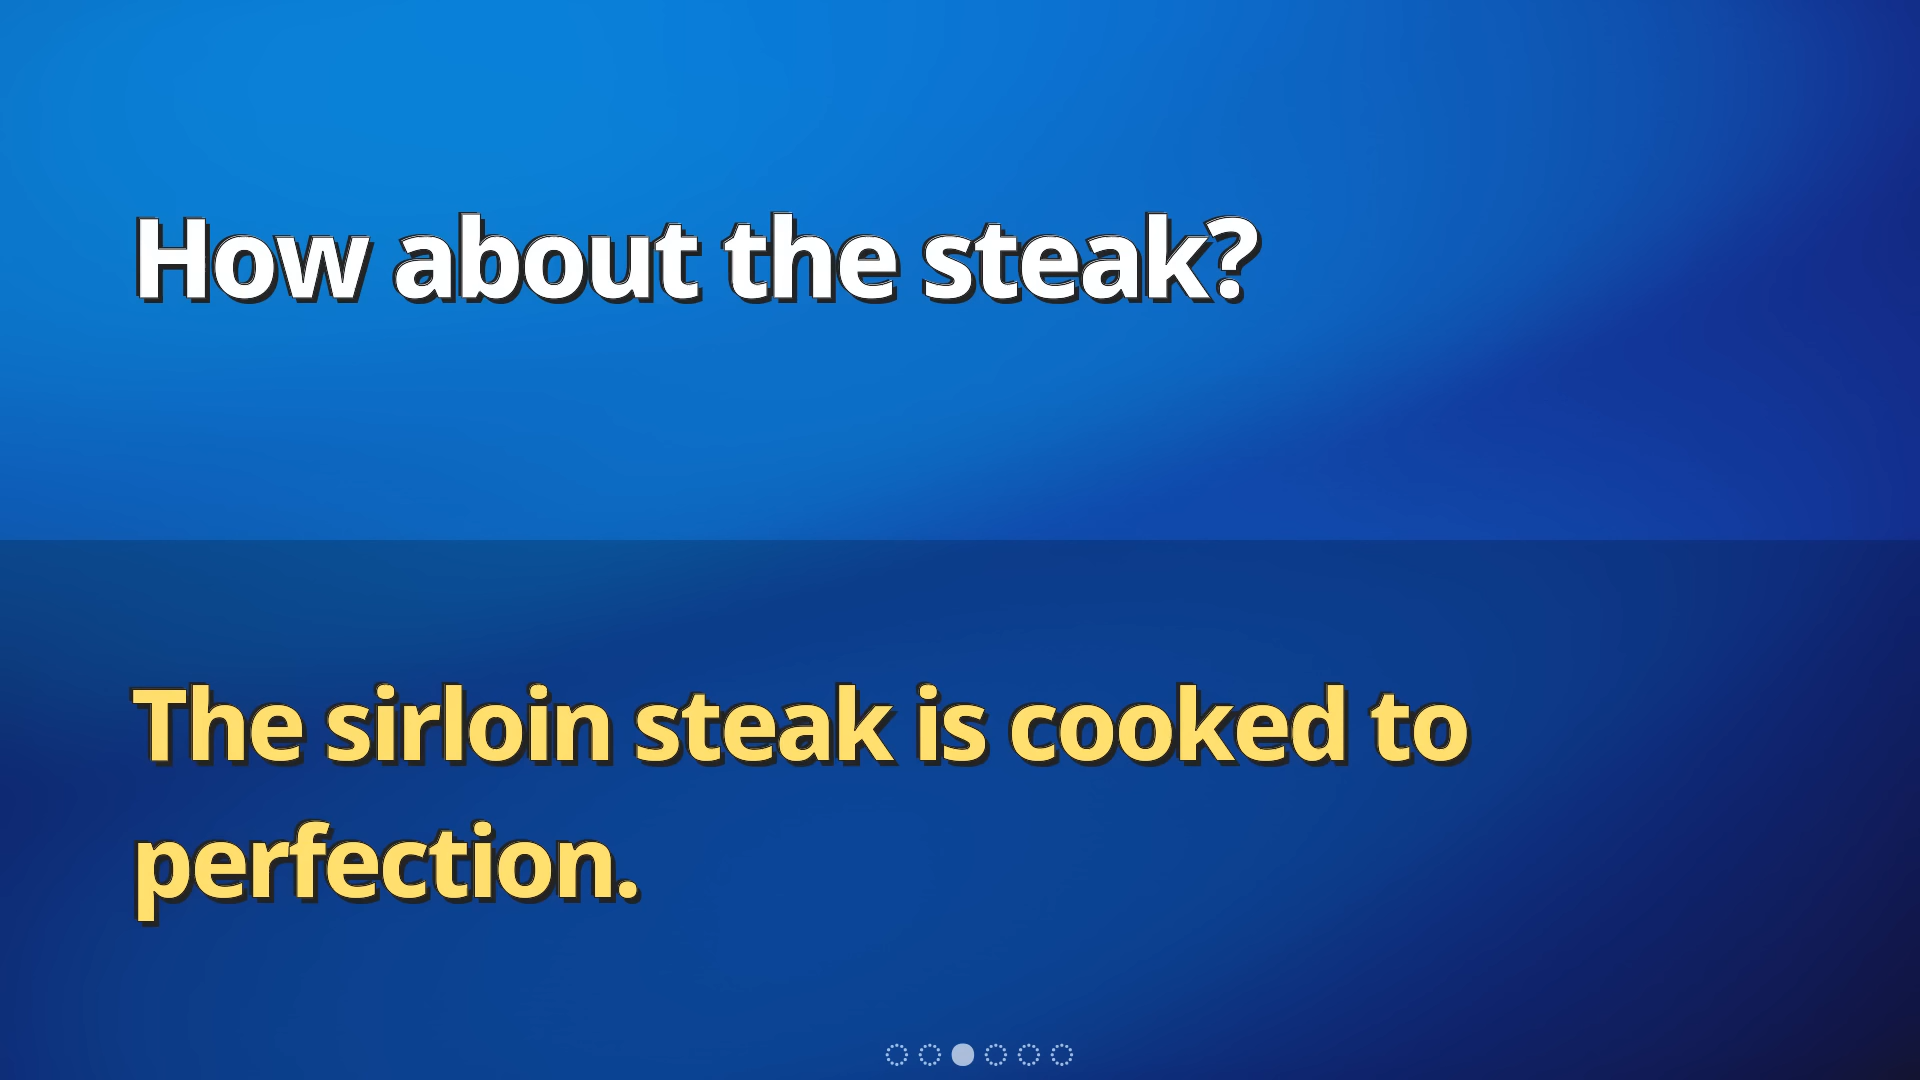 How about the steak?
The sirloin steak is cooked to
perfection.